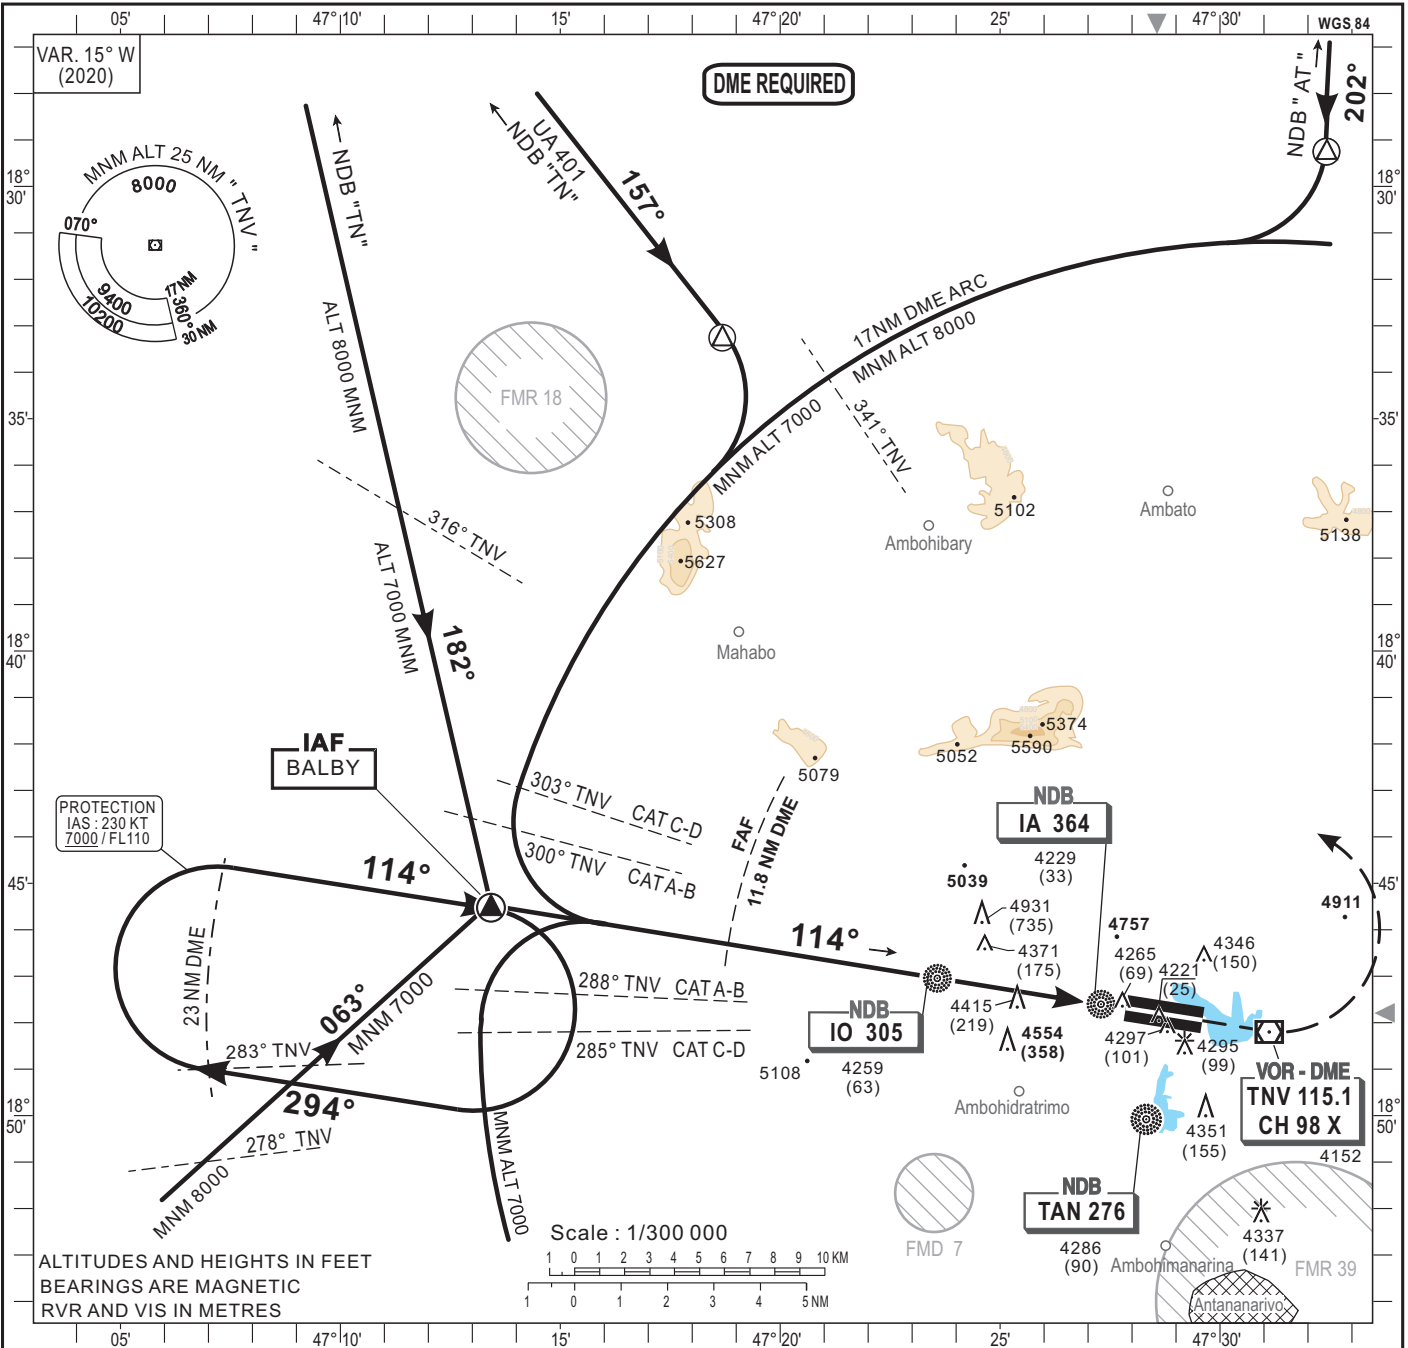 05'
47°10'
15'
47°20'
25'
47°30'
WGS 84
VAR. 15° W
(2020)
DME REQUIRED
NDB " AT "
202°
MNM ALT 25 NM " TNV "
8000
070°
9400
10200
17 NM
360°
30 NM
NDB "TN"
UA 401
NDB "TN"
157°
18°
30'
18°
30'
ALT 8000 MNM
FMR 18
17NM DME ARC
MNM ALT 8000
MNM ALT 7000
341° TNV
35'
35'
316° TNV
ALT 7000 MNM
182°
5308
5627
5102
Ambohibary
Ambato
5138
18°
40'
Mahabo
18°
40'
IAF
BALBY
5079
5052
5590
5374
303° TNV CAT C-D
300° TNV CAT A-B
FAF
11.8 NM DME
NDB
IA 364
4229
(33)
PROTECTION
IAS : 230 KT
7000 / FL110
114°
45'
45'
5039
4931
(735)
4371
(175)
4757
4265
(69)
4221
(25)
4346
(150)
4911
114°
23 NM DME
063°
MNM 7000
288° TNV CAT A-B
285° TNV CAT C-D
NDB
IO 305
4259
(63)
4415
(219)
4554
(358)
4297
(101)
4295
(99)
283° TNV
294°
5108
Ambohidratrimo
VOR - DME
TNV 115.1
CH 98 X
4152
18°
50'
18°
50'
278° TNV
MNM 8000
MNM ALT 7000
4351
(155)
NDB
TAN 276
4286
(90)
FMD 7
Ambohimanarina
4337
(141)
FMR 39
Antananarivo
Scale : 1/300 000
1 0 1 2 3 4 5 6 7 8 9 10 KM
1 0 1 2 3 4 5 NM
ALTITUDES AND HEIGHTS IN FEET
BEARINGS ARE MAGNETIC
RVR AND VIS IN METRES
05'
47°10'
15'
47°20'
25'
47°30'